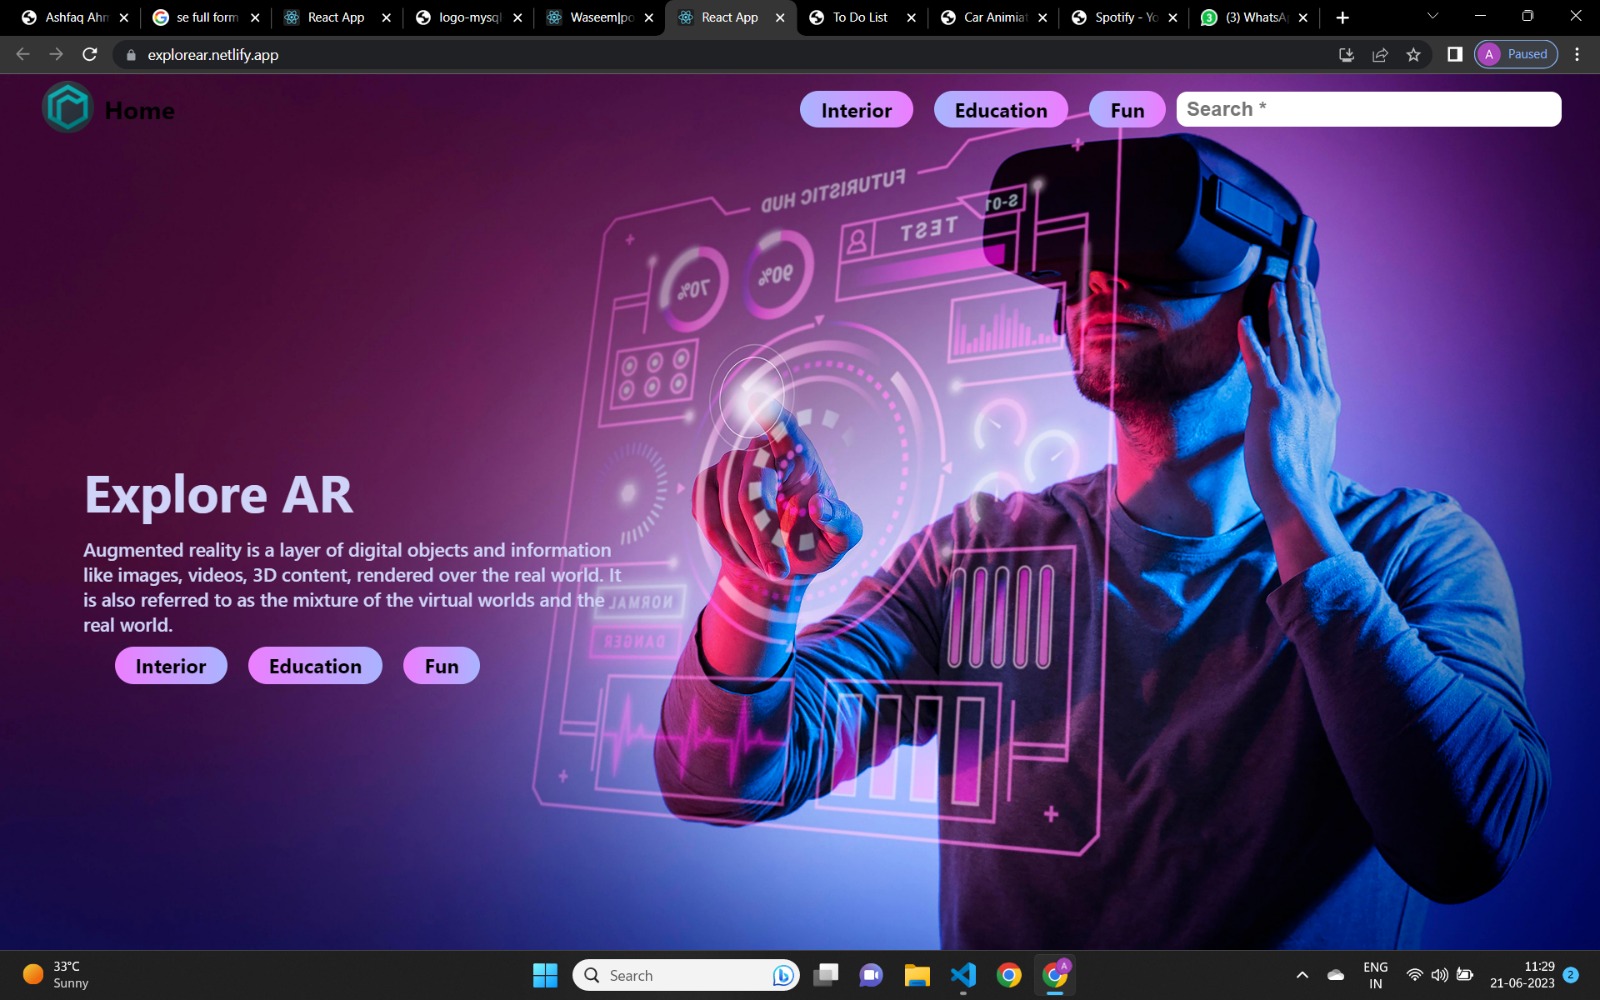 Ashfaq Ahr
se full form
React App
logo-mysql
Waseem|po
React App
To Do List
Car Animiat
Spotify - Yo
(3) WhatsA
explorear.netlify.app
A Paused
Home
Interior Education Fun Search *
FUTURISTIC HUD
S-01
TEST
70% 90%
Explore AR
Augmented reality is a layer of digital objects and information
like images, videos, 3D content, rendered over the real world. It
is also referred to as the mixture of the virtual worlds and the
real world.
NORMAL
DANGER
Interior Education Fun
33°C
Sunny
Search
A
ENG
IN
11:29
21-06-2023
2